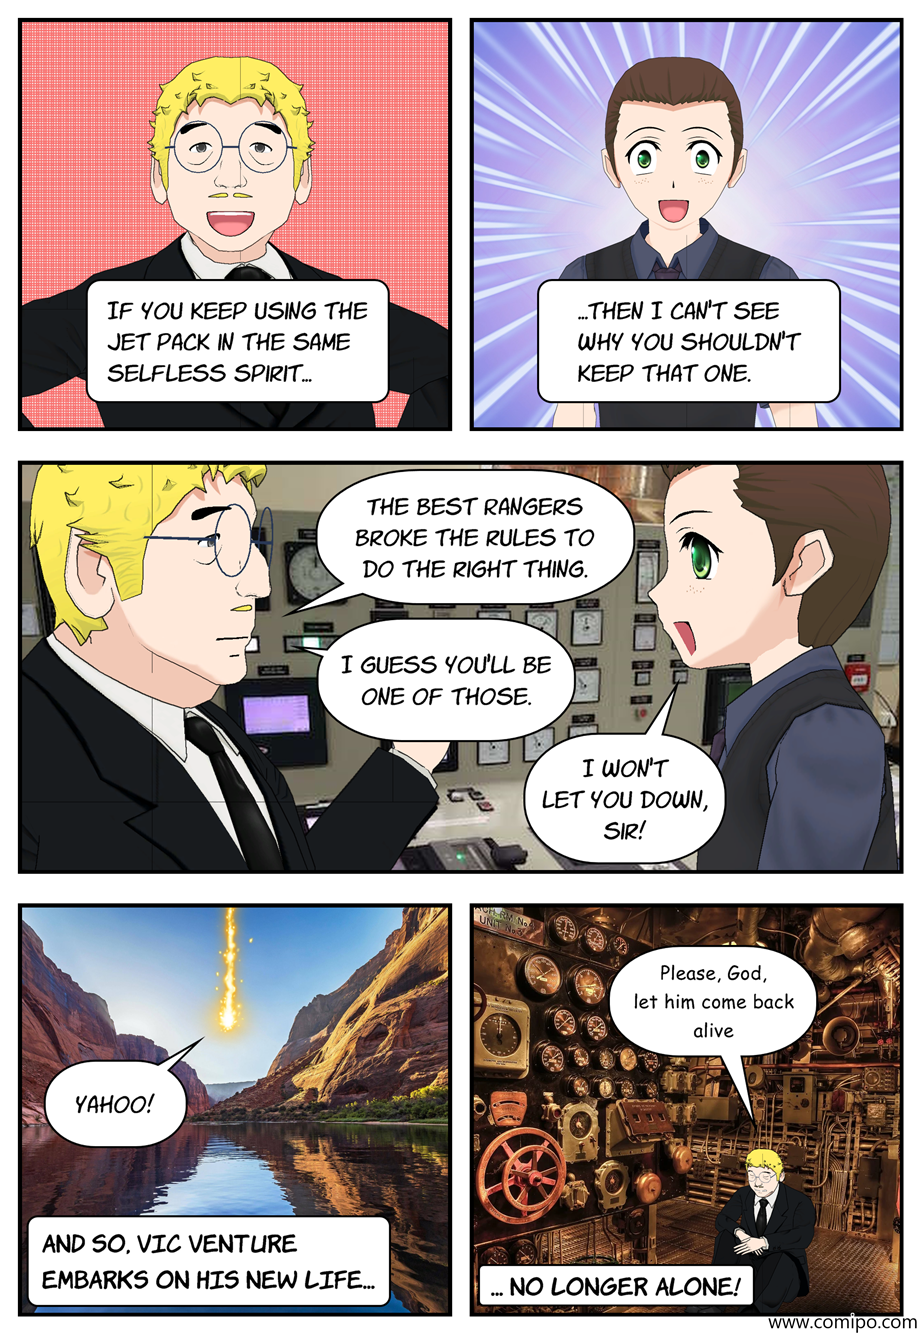 IF YOU KEEP USING THE
JET PACK IN THE SAME
SELFLESS SPIRIT...
...THEN I CAN'T SEE
WHY YOU SHOULDN'T
KEEP THAT ONE.
THE BEST RANGERS
BROKE THE RULES TO
DO THE RIGHT THING.
I GUESS YOU'LL BE
ONE OF THOSE.
I WON'T
LET YOU DOWN,
SIR!
YAHOO!
AND SO, VIC VENTURE
EMBARKS ON HIS NEW LIFE...
UNIT No
Please, God,
let him come back
alive
... NO LONGER ALONE!
www.comipo.com